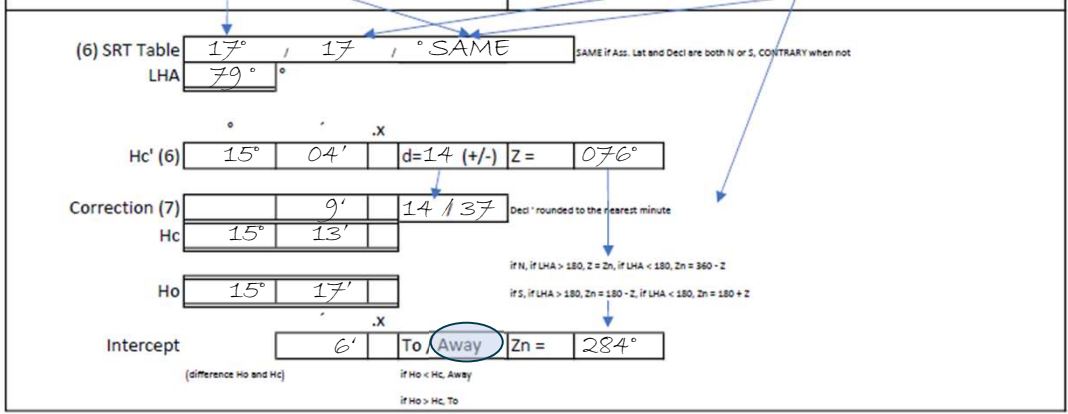 (6) SRT Table 17° / 17 / ° SAME SAME if Ass. Lat and Decl are both N or S, CONTRARY when not
LHA 79° °
° ´ .x
Hc' (6) 15° 04' d=14 (+/-) Z = 076°
Correction (7) 9' 14 // 37 Decl ' rounded to the nearest minute
Hc 15° 13'
if N, if LHA > 180, Z = Zn, if LHA < 180, Zn = 360 - Z
Ho 15° 17' if S, if LHA > 180, Zn = 180 - Z, if LHA < 180, Zn = 180 + Z
´ .x
Intercept 6' To / Away Zn = 284°
(difference Ho and Hc) if Ho < Hc, Away
if Ho > Hc, To